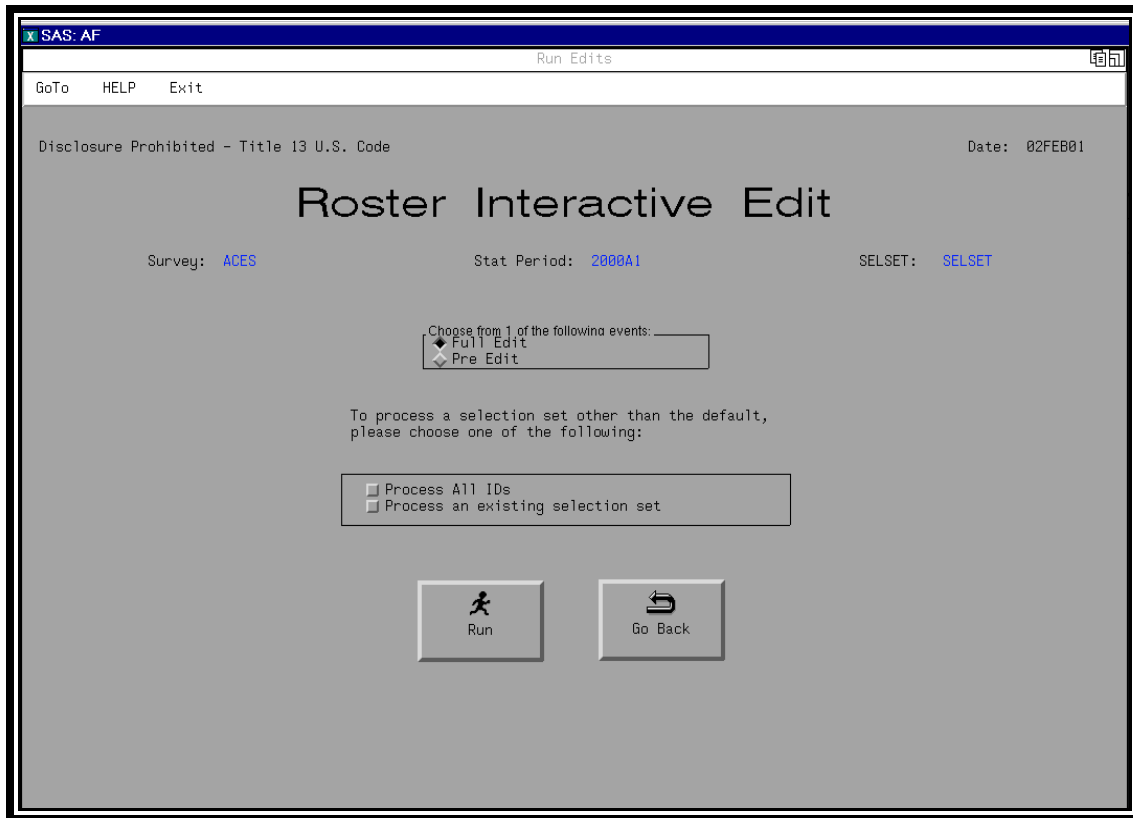 X SAS: AF
Run Edits
GoTo HELP Exit
Disclosure Prohibited - Title 13 U.S. Code Date: 02FEB01
Roster Interactive Edit
Survey: ACES Stat Period: 2000A1 SELSET: SELSET
Choose from 1 of the following events:
Full Edit
Pre Edit
To process a selection set other than the default,
please choose one of the following:
Process All IDs
Process an existing selection set
Run
Go Back